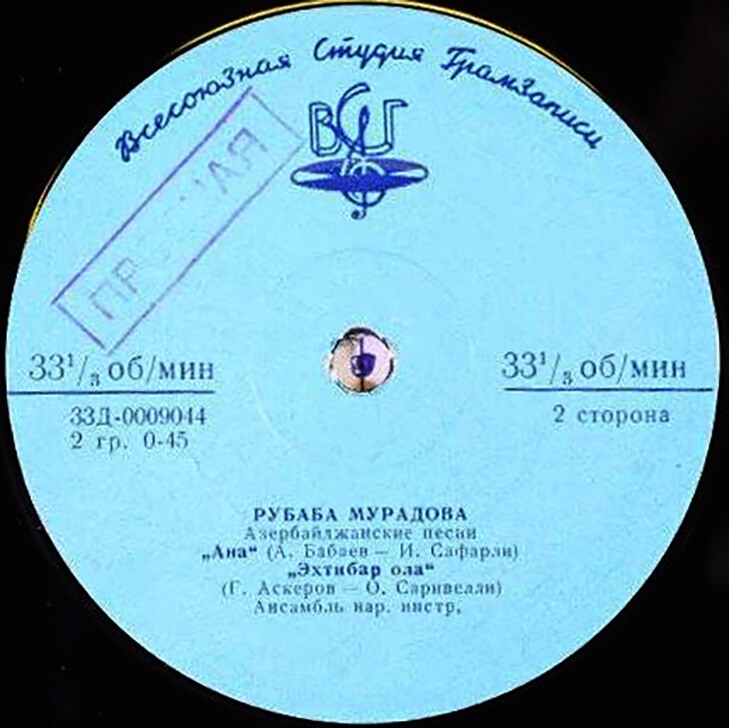 Всесоюзная Студия Грамзаписи
ВСГ
33¹/₃ об/мин
33Д-0009044
2 гр. 0-45
33¹/₃ об/мин
2 сторона
РУБАБА МУРАДОВА
Азербайджанские песни
„Ана“ (А. Бабаев — И. Сафарли)
„Эхтибар ола“
(Г. Аскеров — О. Саривелли)
Ансамбль нар. инстр.